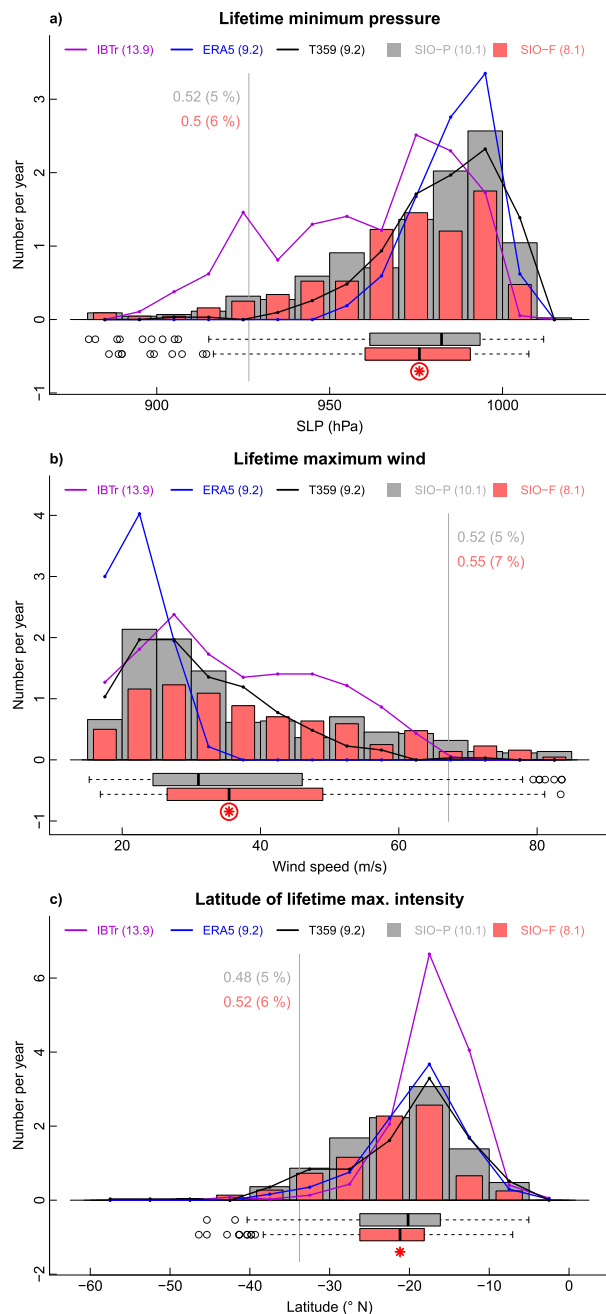 a) Lifetime minimum pressure
IBTr (13.9) ERA5 (9.2) T359 (9.2) SIO−P (10.1) SIO−F (8.1)
0.52 (5 %)
0.5 (6 %)
Number per year
3
2
1
0
−1
900 950 1000
SLP (hPa)
b) Lifetime maximum wind
IBTr (13.9) ERA5 (9.2) T359 (9.2) SIO−P (10.1) SIO−F (8.1)
0.52 (5 %)
0.55 (7 %)
Number per year
4
3
2
1
0
−1
20 40 60 80
Wind speed (m/s)
c) Latitude of lifetime max. intensity
IBTr (13.9) ERA5 (9.2) T359 (9.2) SIO−P (10.1) SIO−F (8.1)
0.48 (5 %)
0.52 (6 %)
Number per year
6
4
2
0
−2
−60 −50 −40 −30 −20 −10 0
Latitude (° N)